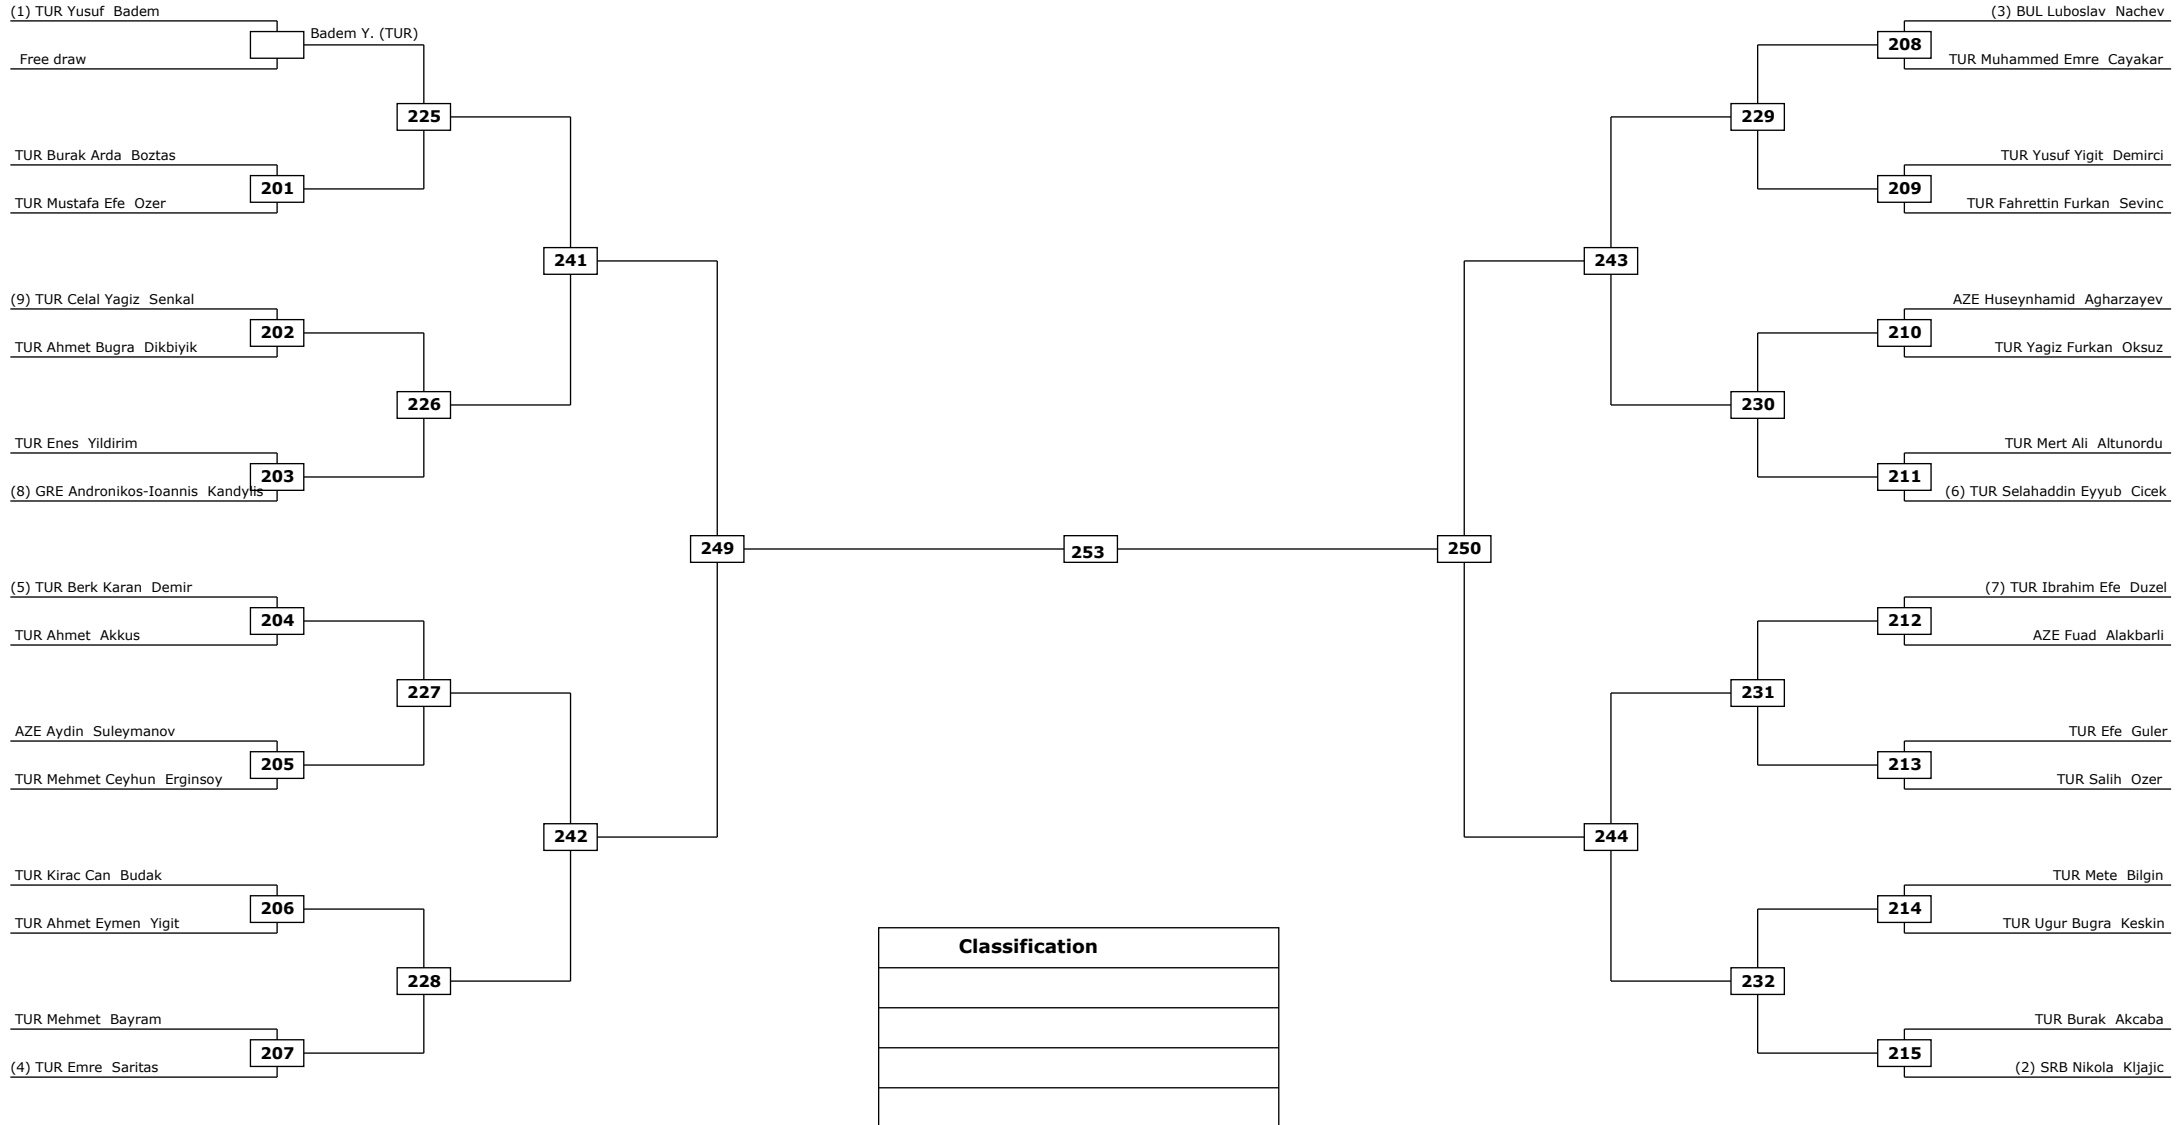 (1) TUR Yusuf Badem
Badem Y. (TUR)
Free draw
225
TUR Burak Arda Boztas
201
TUR Mustafa Efe Ozer
241
(9) TUR Celal Yagiz Senkal
202
TUR Ahmet Bugra Dikbiyik
226
TUR Enes Yildirim
203
(8) GRE Andronikos-Ioannis Kandylis
249
253
250
(5) TUR Berk Karan Demir
204
TUR Ahmet Akkus
227
AZE Aydin Suleymanov
205
TUR Mehmet Ceyhun Erginsoy
242
TUR Kirac Can Budak
206
TUR Ahmet Eymen Yigit
228
TUR Mehmet Bayram
207
(4) TUR Emre Saritas
(3) BUL Luboslav Nachev
208
TUR Muhammed Emre Cayakar
229
TUR Yusuf Yigit Demirci
209
TUR Fahrettin Furkan Sevinc
243
AZE Huseynhamid Agharzayev
210
TUR Yagiz Furkan Oksuz
230
TUR Mert Ali Altunordu
211
(6) TUR Selahaddin Eyyub Cicek
(7) TUR Ibrahim Efe Duzel
212
AZE Fuad Alakbarli
231
TUR Efe Guler
213
TUR Salih Ozer
244
TUR Mete Bilgin
214
TUR Ugur Bugra Keskin
232
TUR Burak Akcaba
215
(2) SRB Nikola Kljajic
Classification